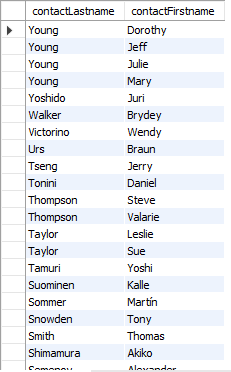 contactLastname contactFirstname
Young Dorothy
Young Jeff
Young Julie
Young Mary
Yoshido Juri
Walker Brydey
Victorino Wendy
Urs Braun
Tseng Jerry
Tonini Daniel
Thompson Steve
Thompson Valarie
Taylor Leslie
Taylor Sue
Tamuri Yoshi
Suominen Kalle
Sommer Martín
Snowden Tony
Smith Thomas
Shimamura Akiko